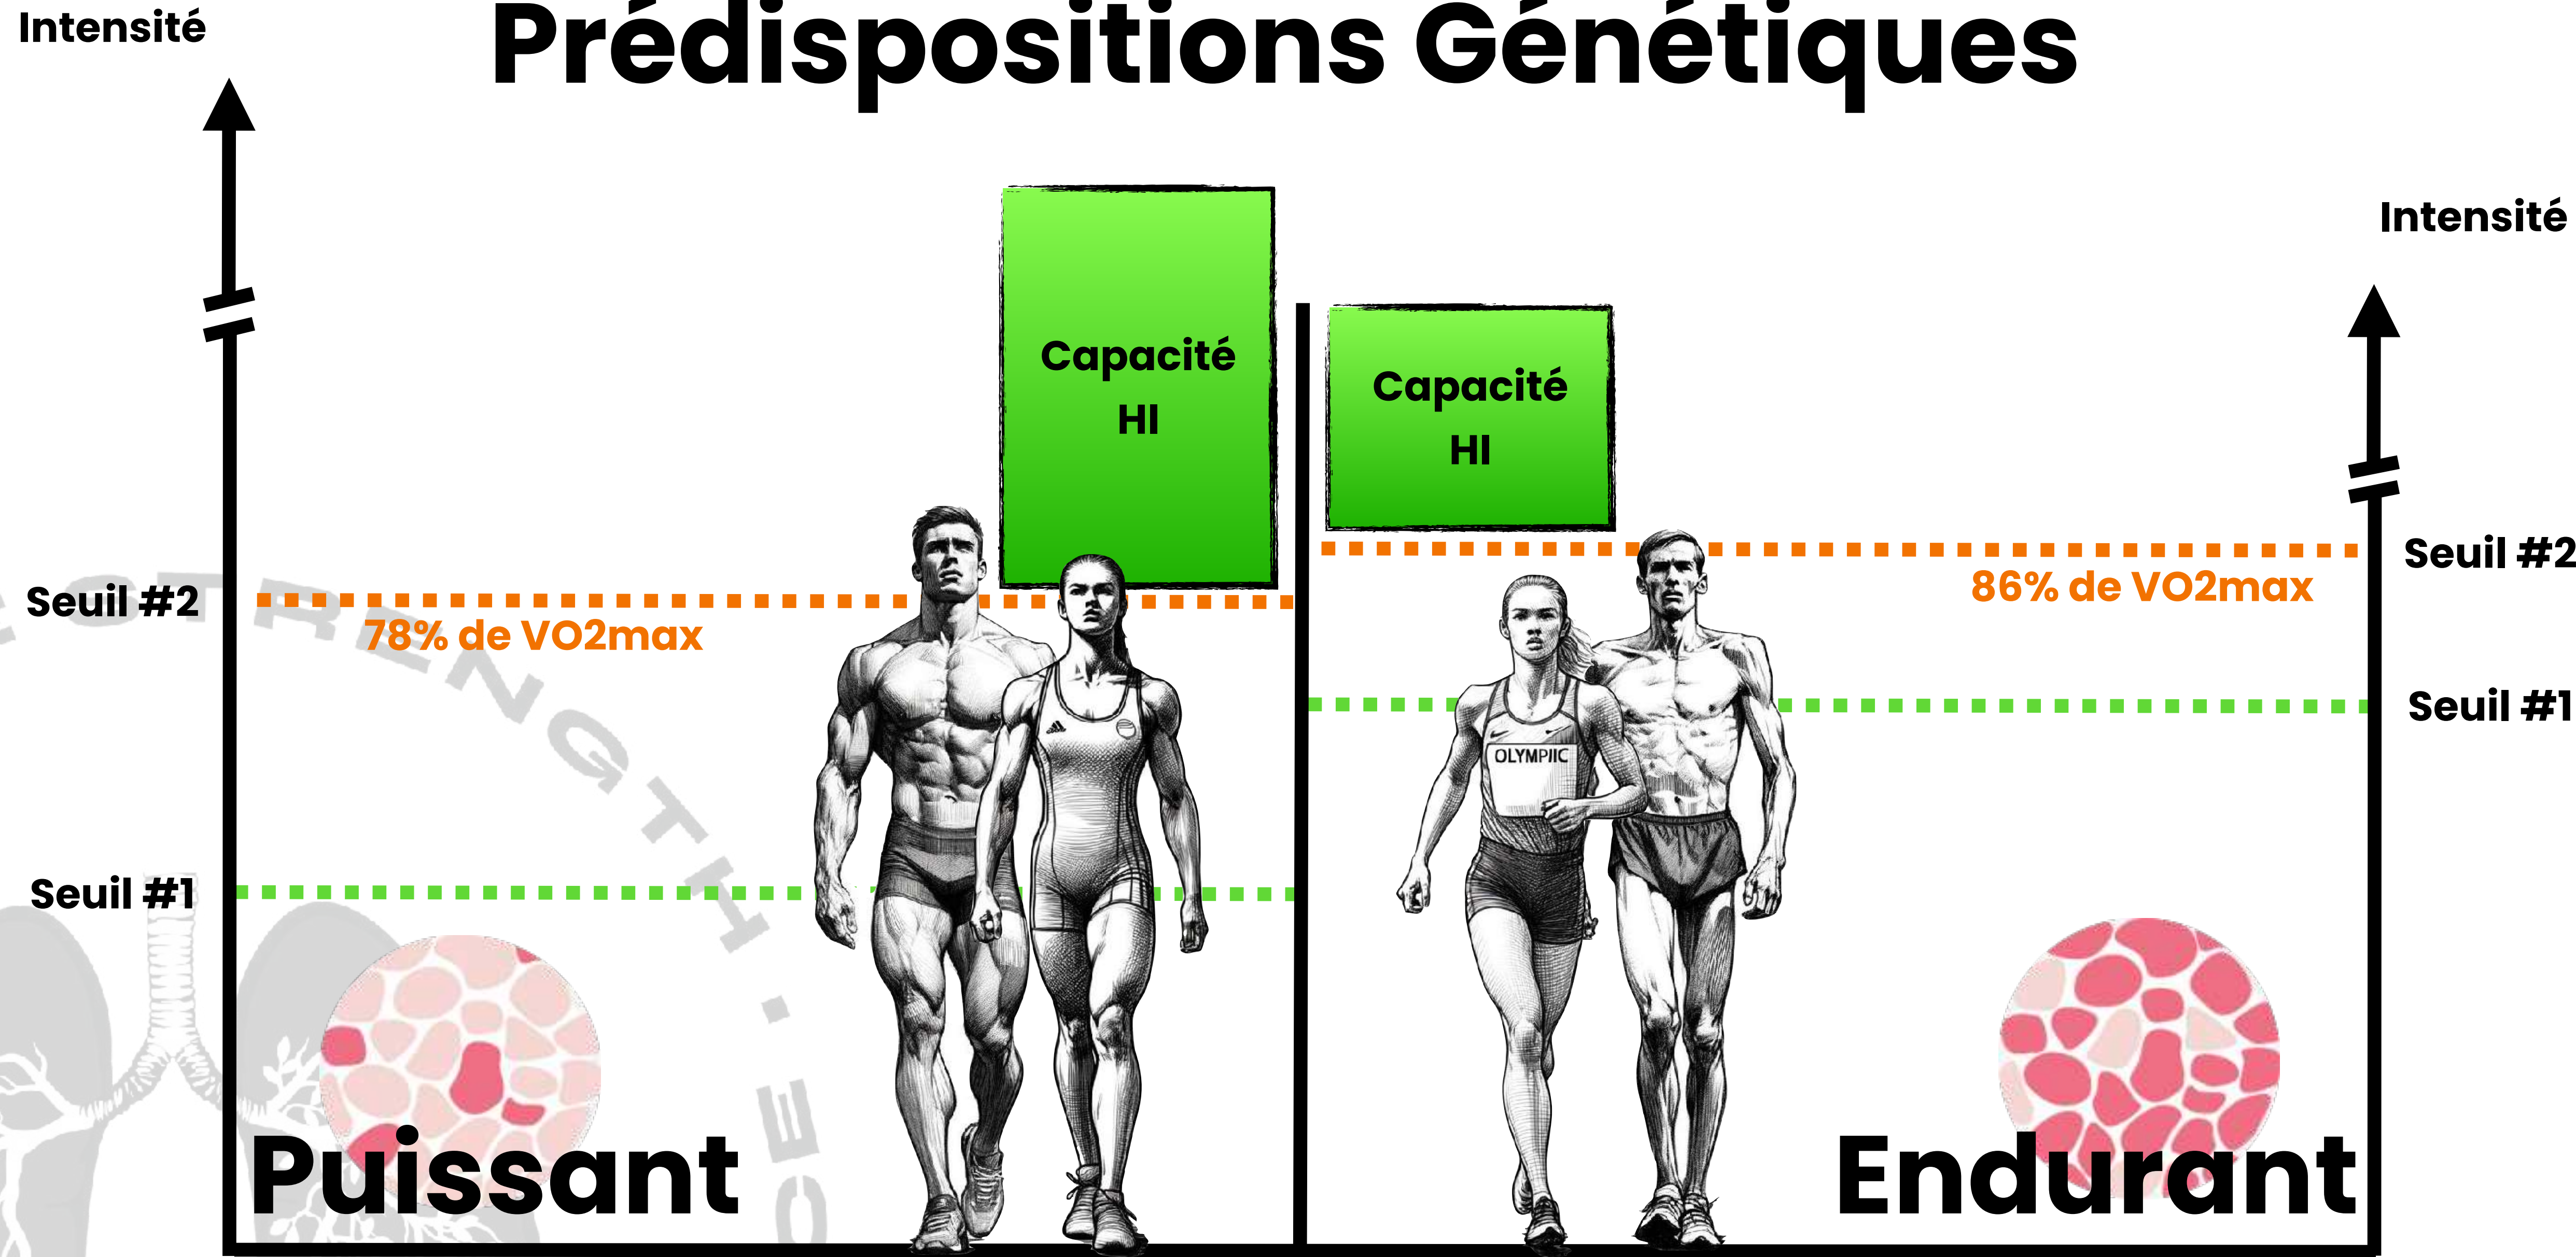 Prédispositions Génétiques
Intensité
Intensité
Capacité
HI
Capacité
HI
Seuil #2
78% de VO2max
Seuil #2
86% de VO2max
Seuil #1
Seuil #1
OLYMPIIC
STRENGTH
Puissant
Endurant